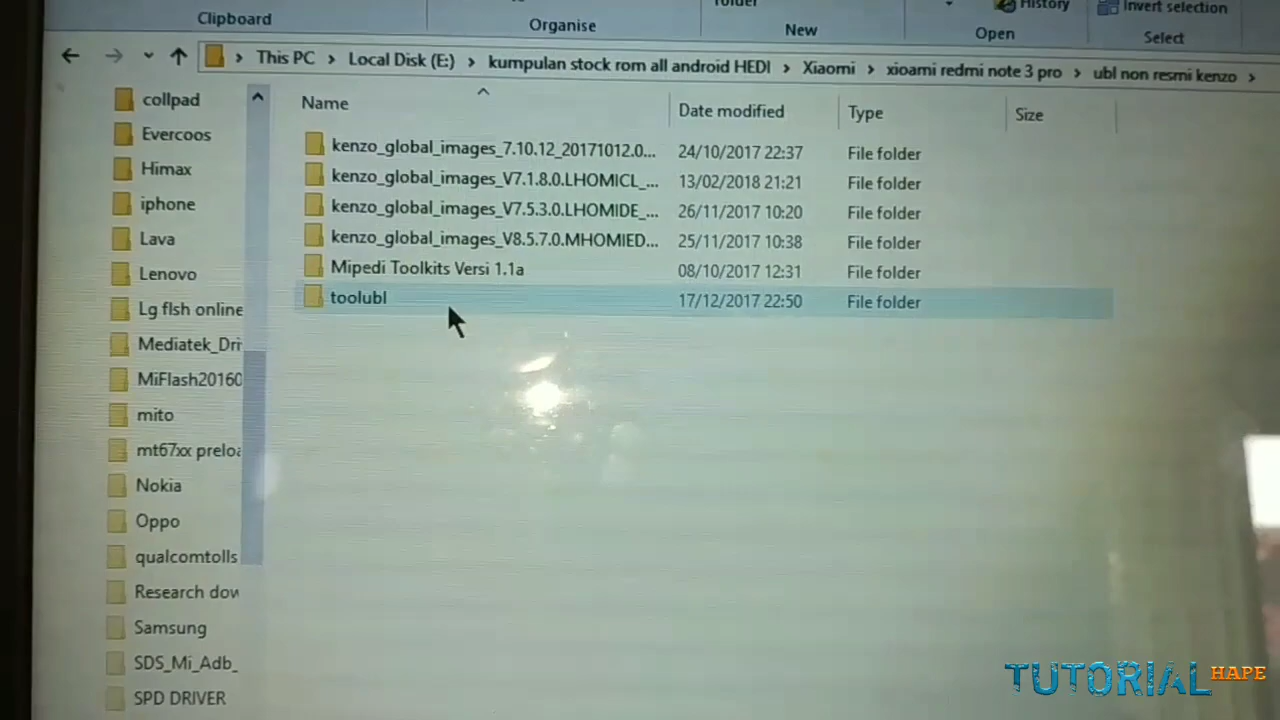 History
Invert selection
Clipboard
Organise
New
Open
Select
This PC > Local Disk (E:) > kumpulan stock rom all android HEDI > Xiaomi > xioami redmi note 3 pro > ubl non resmi kenzo >
Name Date modified Type Size
collpad
Evercoos
Himax
iphone
Lava
Lenovo
Lg flsh online
Mediatek_Dri
MiFlash20160
mito
mt67xx preloa
Nokia
Oppo
qualcomtolls
Research dow
Samsung
SDS_Mi_Adb_
SPD DRIVER
kenzo_global_images_7.10.12_20171012.0... 24/10/2017 22:37 File folder
kenzo_global_images_V7.1.8.0.LHOMICL_... 13/02/2018 21:21 File folder
kenzo_global_images_V7.5.3.0.LHOMIDE_... 26/11/2017 10:20 File folder
kenzo_global_images_V8.5.7.0.MHOMIED... 25/11/2017 10:38 File folder
Mipedi Toolkits Versi 1.1a 08/10/2017 12:31 File folder
toolubl 17/12/2017 22:50 File folder
TUTORIAL HAPE